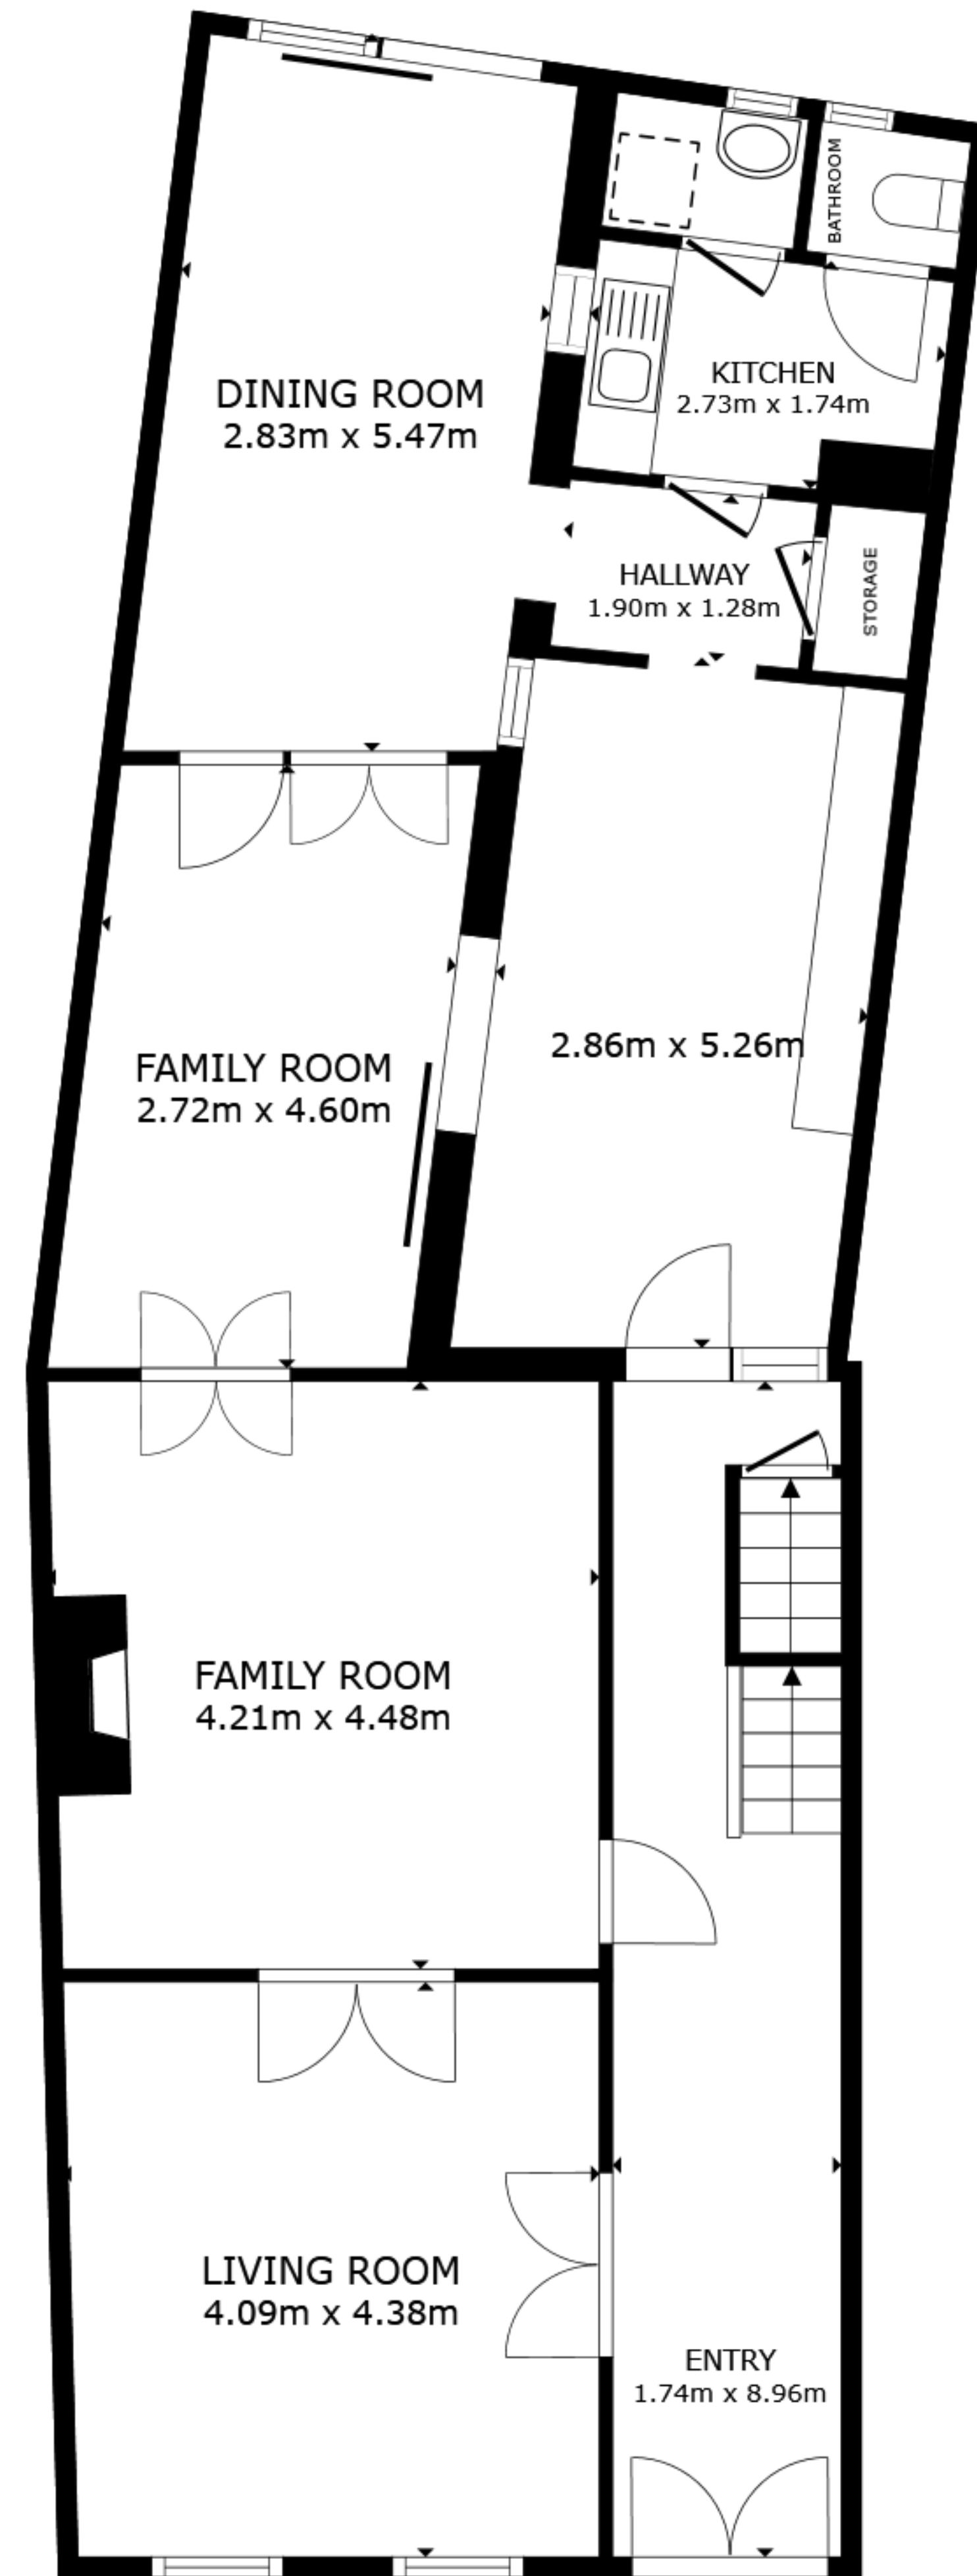 BATHROOM
KITCHEN
2.73m x 1.74m
DINING ROOM
2.83m x 5.47m
HALLWAY
1.90m x 1.28m
STORAGE
2.86m x 5.26m
FAMILY ROOM
2.72m x 4.60m
FAMILY ROOM
4.21m x 4.48m
LIVING ROOM
4.09m x 4.38m
ENTRY
1.74m x 8.96m